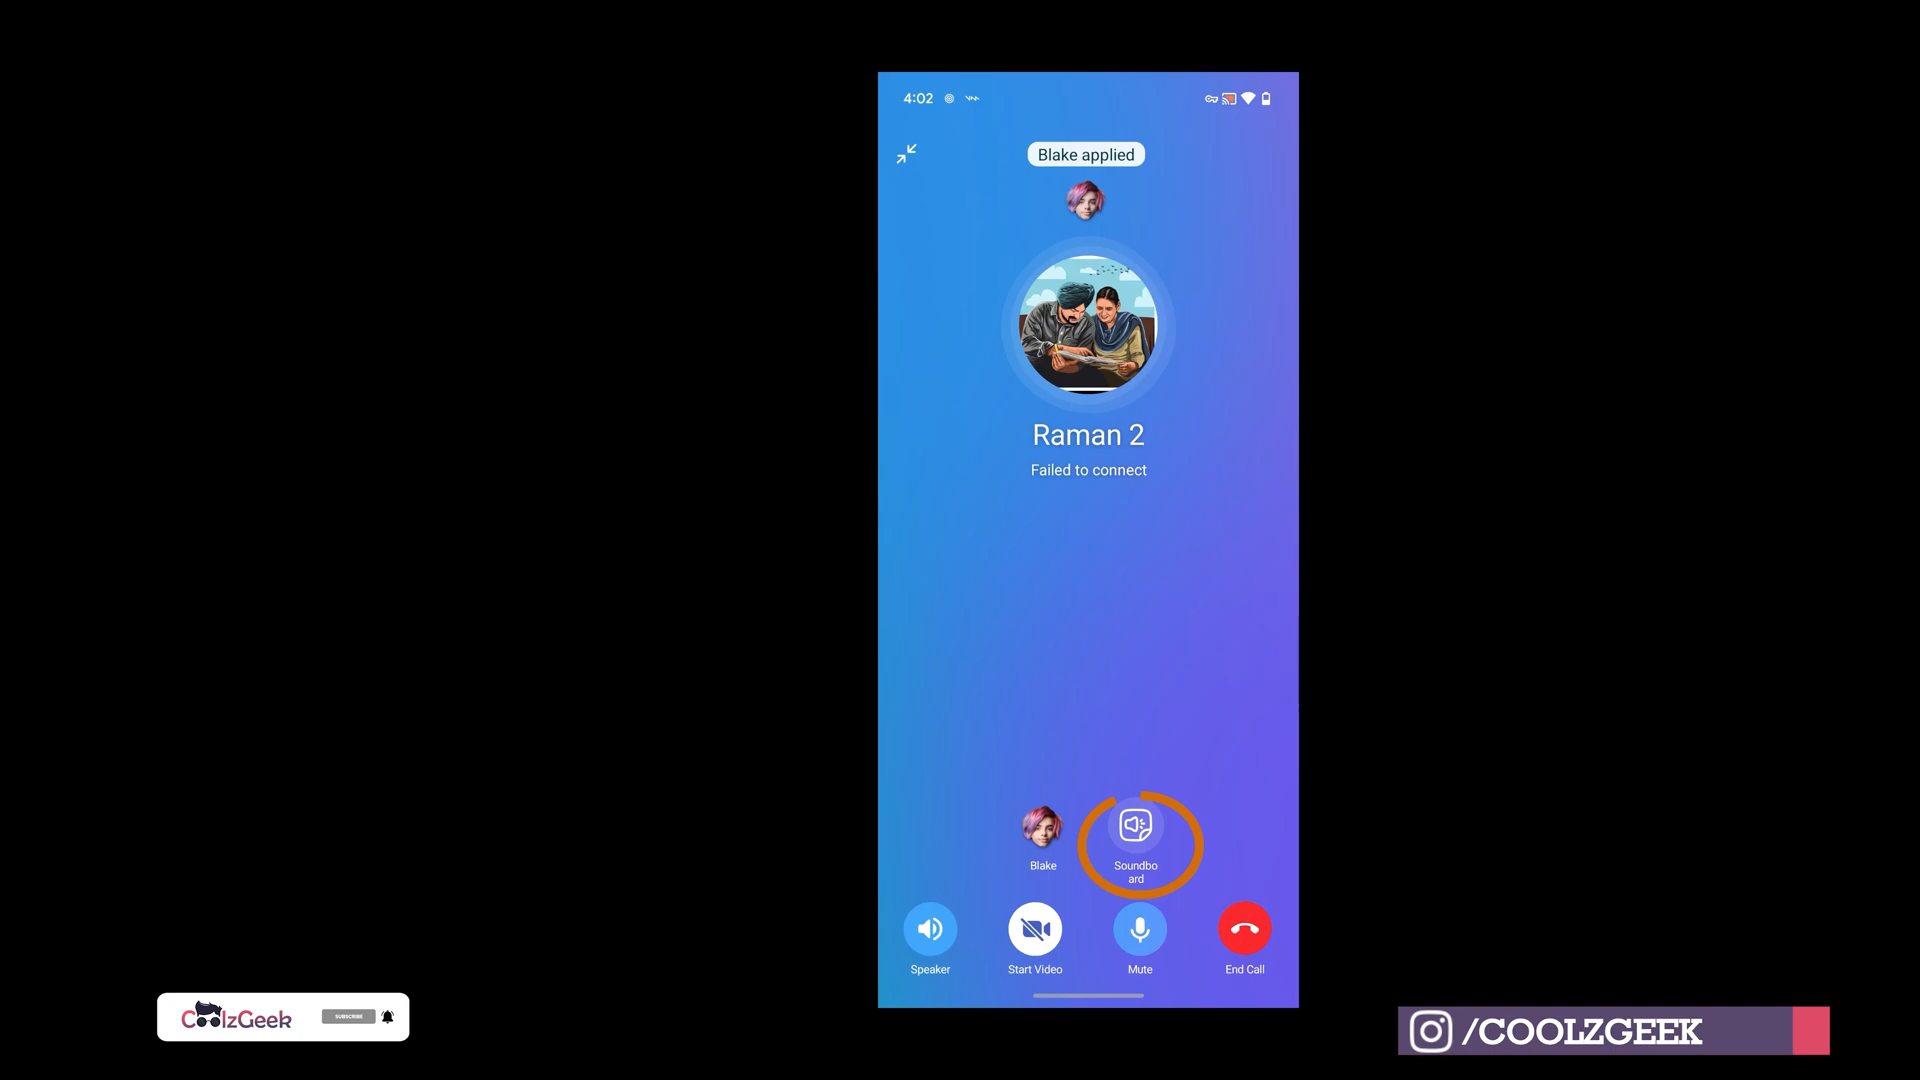 4:02
Blake applied
Raman 2
Failed to connect
Blake
Soundbo
ard
Speaker
Start Video
Mute
End Call
CoolzGeek
SUBSCRIBE
/COOLZGEEK